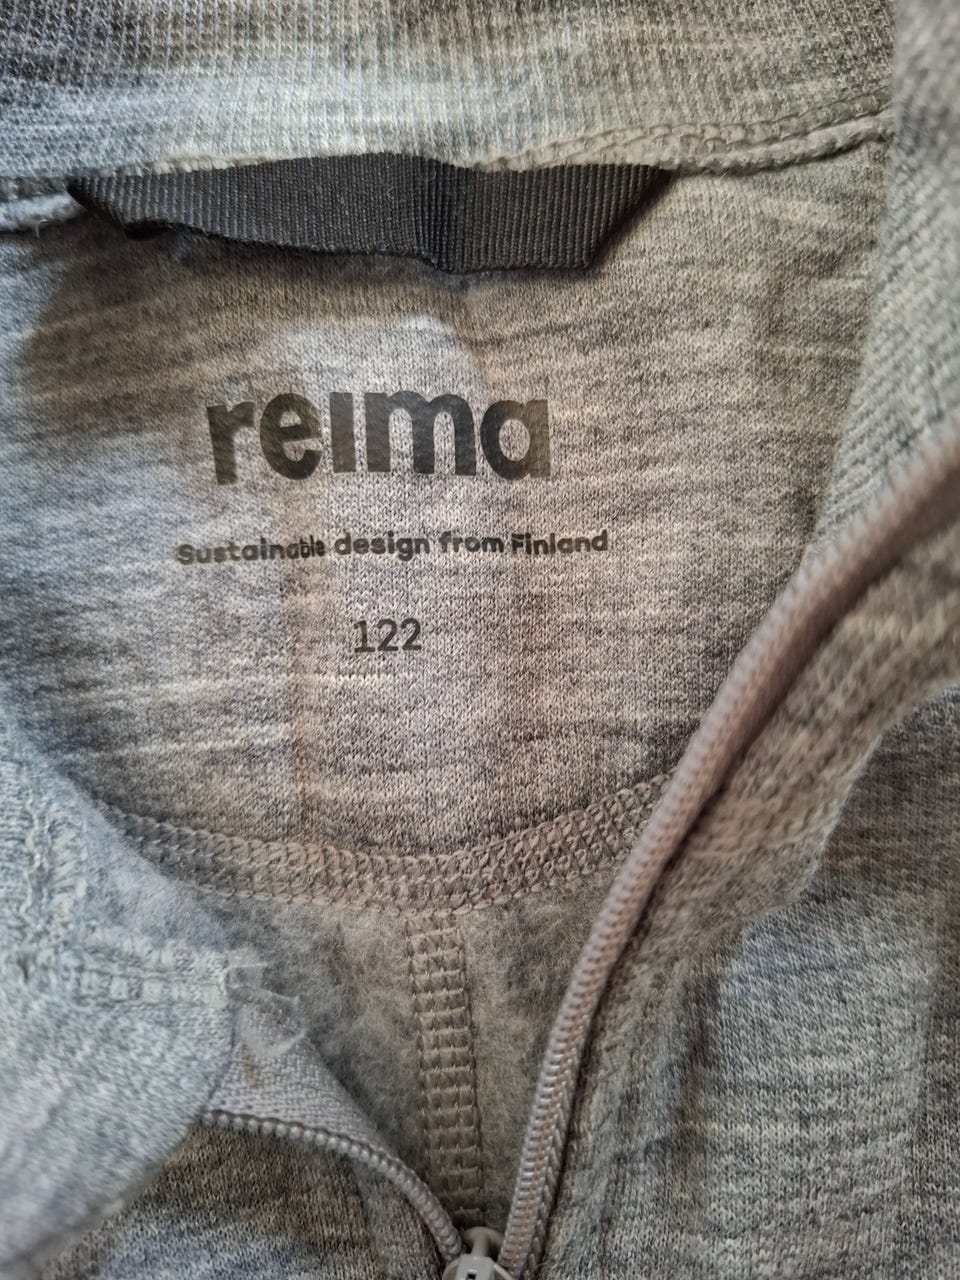 reima
Sustainable design from Finland
122